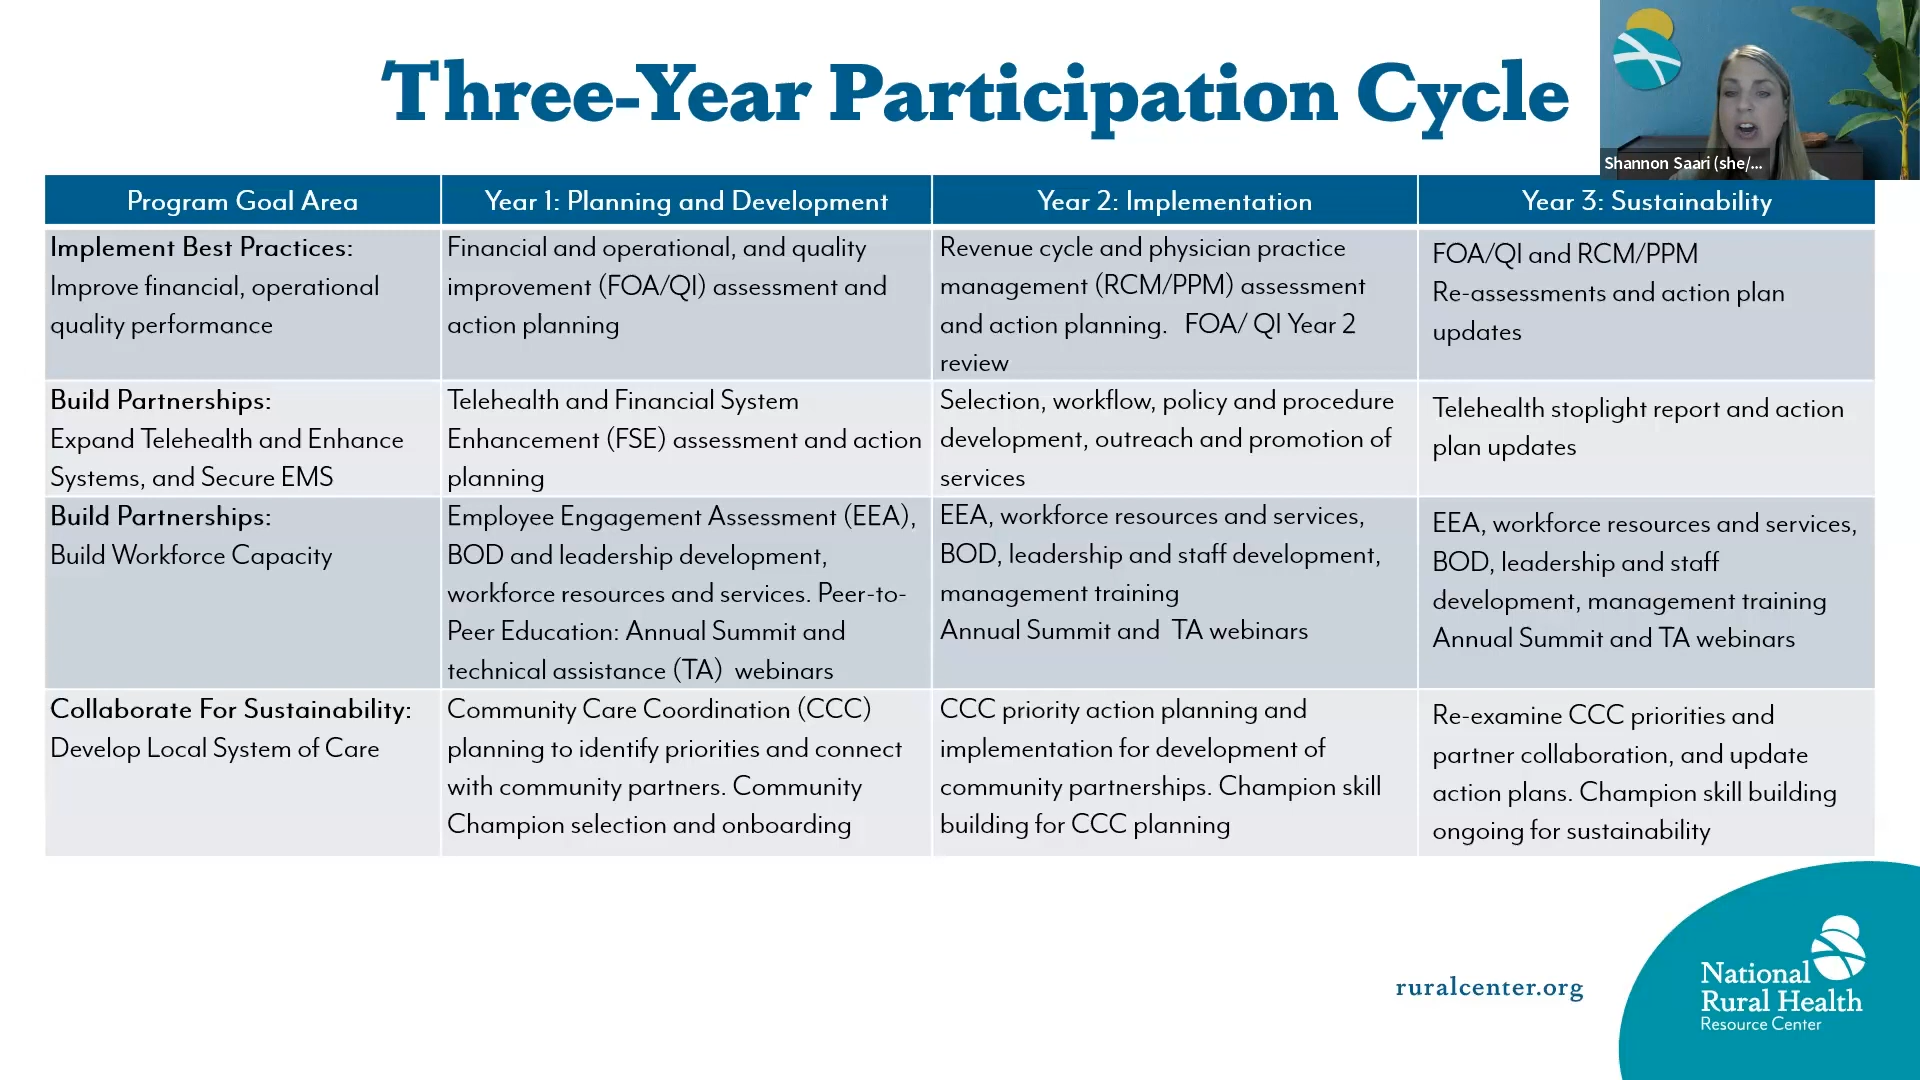 Three-Year Participation Cycle
Shannon Saari (she/...
Program Goal Area
Year 1: Planning and Development
Year 2: Implementation
Year 3: Sustainability
Implement Best Practices:
Improve financial, operational
quality performance
Financial and operational, and quality
improvement (FOA/QI) assessment and
action planning
Revenue cycle and physician practice
management (RCM/PPM) assessment
and action planning. FOA/ QI Year 2
review
FOA/QI and RCM/PPM
Re-assessments and action plan
updates
Build Partnerships:
Expand Telehealth and Enhance
Systems, and Secure EMS
Telehealth and Financial System
Enhancement (FSE) assessment and action
planning
Selection, workflow, policy and procedure
development, outreach and promotion of
services
Telehealth stoplight report and action
plan updates
Build Partnerships:
Build Workforce Capacity
Employee Engagement Assessment (EEA),
BOD and leadership development,
workforce resources and services. Peer-to-
Peer Education: Annual Summit and
technical assistance (TA) webinars
EEA, workforce resources and services,
BOD, leadership and staff development,
management training
Annual Summit and TA webinars
EEA, workforce resources and services,
BOD, leadership and staff
development, management training
Annual Summit and TA webinars
Collaborate For Sustainability:
Develop Local System of Care
Community Care Coordination (CCC)
planning to identify priorities and connect
with community partners. Community
Champion selection and onboarding
CCC priority action planning and
implementation for development of
community partnerships. Champion skill
building for CCC planning
Re-examine CCC priorities and
partner collaboration, and update
action plans. Champion skill building
ongoing for sustainability
ruralcenter.org
National
Rural Health
Resource Center